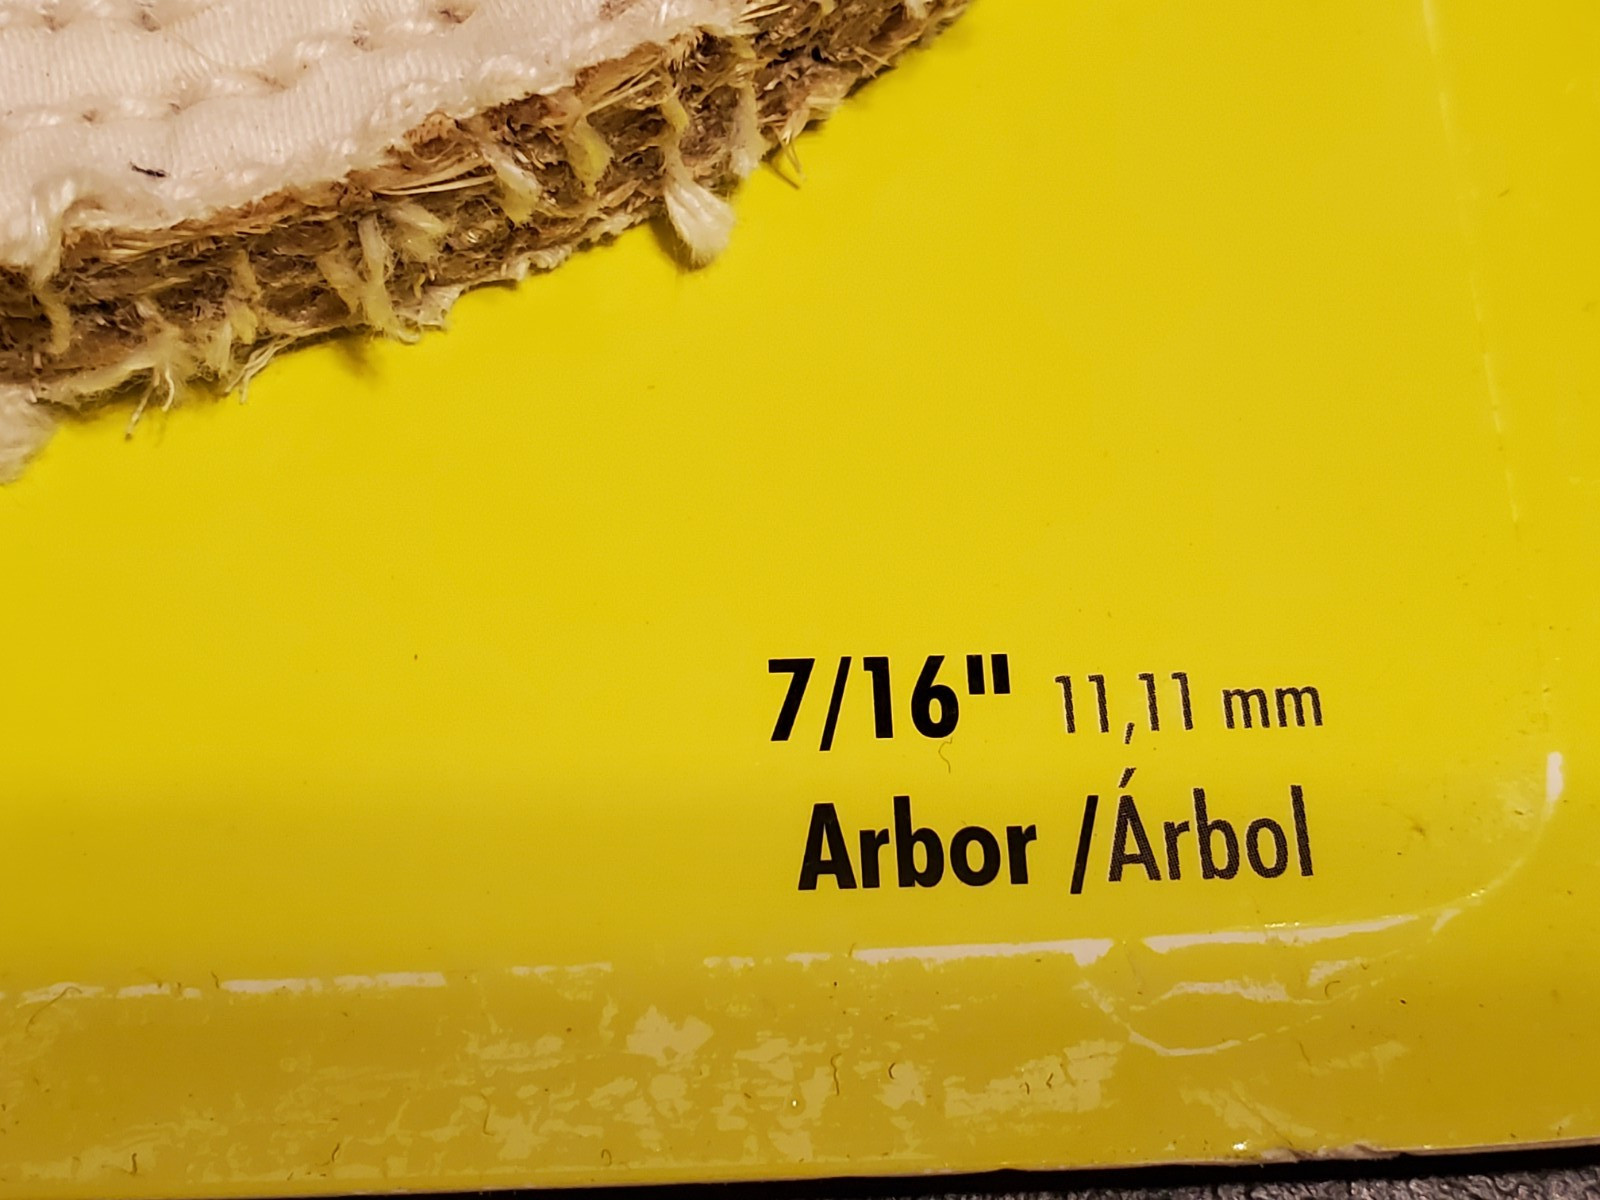 7/16" 11,11 mm
Arbor /Árbol